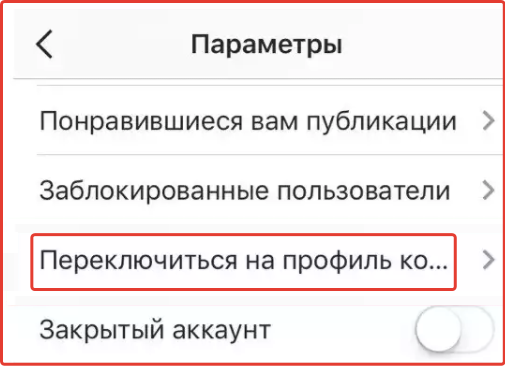 Параметры
Понравившиеся вам публикации
Заблокированные пользователи
Переключиться на профиль ко...
Закрытый аккаунт